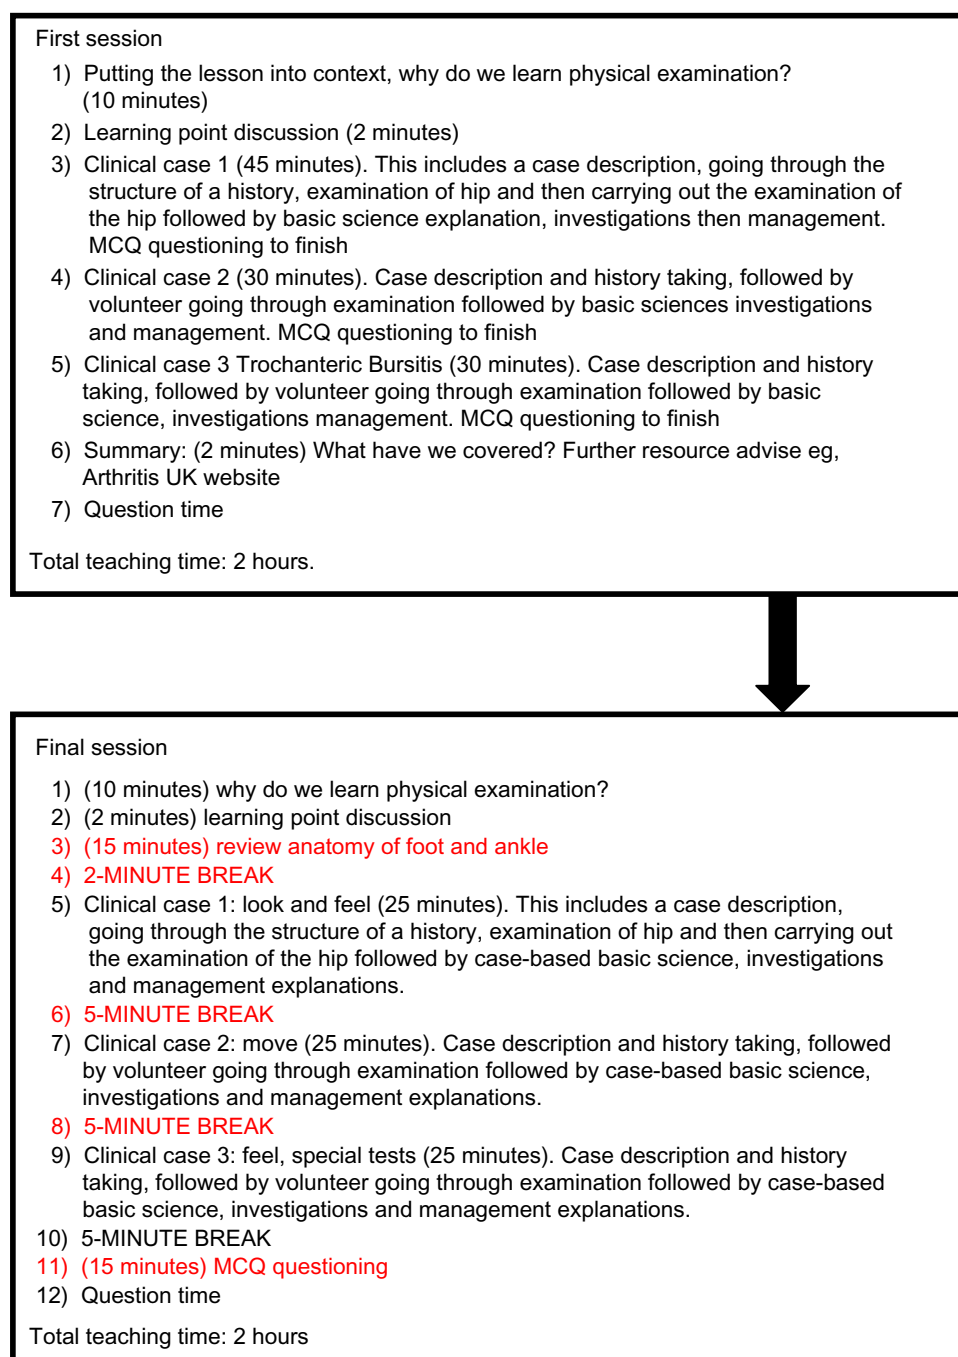 First session
1) Putting the lesson into context, why do we learn physical examination?
(10 minutes)
2) Learning point discussion (2 minutes)
3) Clinical case 1 (45 minutes). This includes a case description, going through the
structure of a history, examination of hip and then carrying out the examination of
the hip followed by basic science explanation, investigations then management.
MCQ questioning to finish
4) Clinical case 2 (30 minutes). Case description and history taking, followed by
volunteer going through examination followed by basic sciences investigations
and management. MCQ questioning to finish
5) Clinical case 3 Trochanteric Bursitis (30 minutes). Case description and history
taking, followed by volunteer going through examination followed by basic
science, investigations management. MCQ questioning to finish
6) Summary: (2 minutes) What have we covered? Further resource advise eg,
Arthritis UK website
7) Question time
Total teaching time: 2 hours.
Final session
1) (10 minutes) why do we learn physical examination?
2) (2 minutes) learning point discussion
3) (15 minutes) review anatomy of foot and ankle
4) 2-MINUTE BREAK
5) Clinical case 1: look and feel (25 minutes). This includes a case description,
going through the structure of a history, examination of hip and then carrying out
the examination of the hip followed by case-based basic science, investigations
and management explanations.
6) 5-MINUTE BREAK
7) Clinical case 2: move (25 minutes). Case description and history taking, followed
by volunteer going through examination followed by case-based basic science,
investigations and management explanations.
8) 5-MINUTE BREAK
9) Clinical case 3: feel, special tests (25 minutes). Case description and history
taking, followed by volunteer going through examination followed by case-based
basic science, investigations and management explanations.
10) 5-MINUTE BREAK
11) (15 minutes) MCQ questioning
12) Question time
Total teaching time: 2 hours